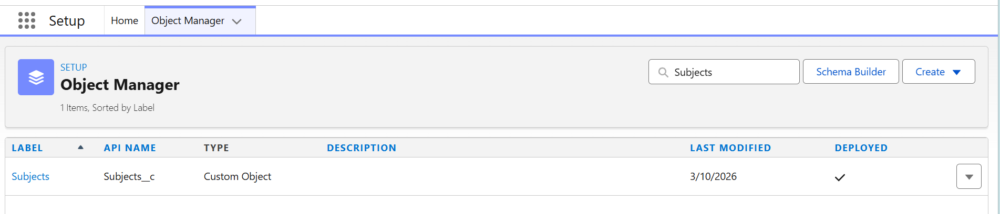 Setup Home Object Manager
SETUP
Object Manager
1 Items, Sorted by Label
Subjects
Schema Builder
Create
LABEL API NAME TYPE DESCRIPTION LAST MODIFIED DEPLOYED
Subjects Subjects__c Custom Object 3/10/2026